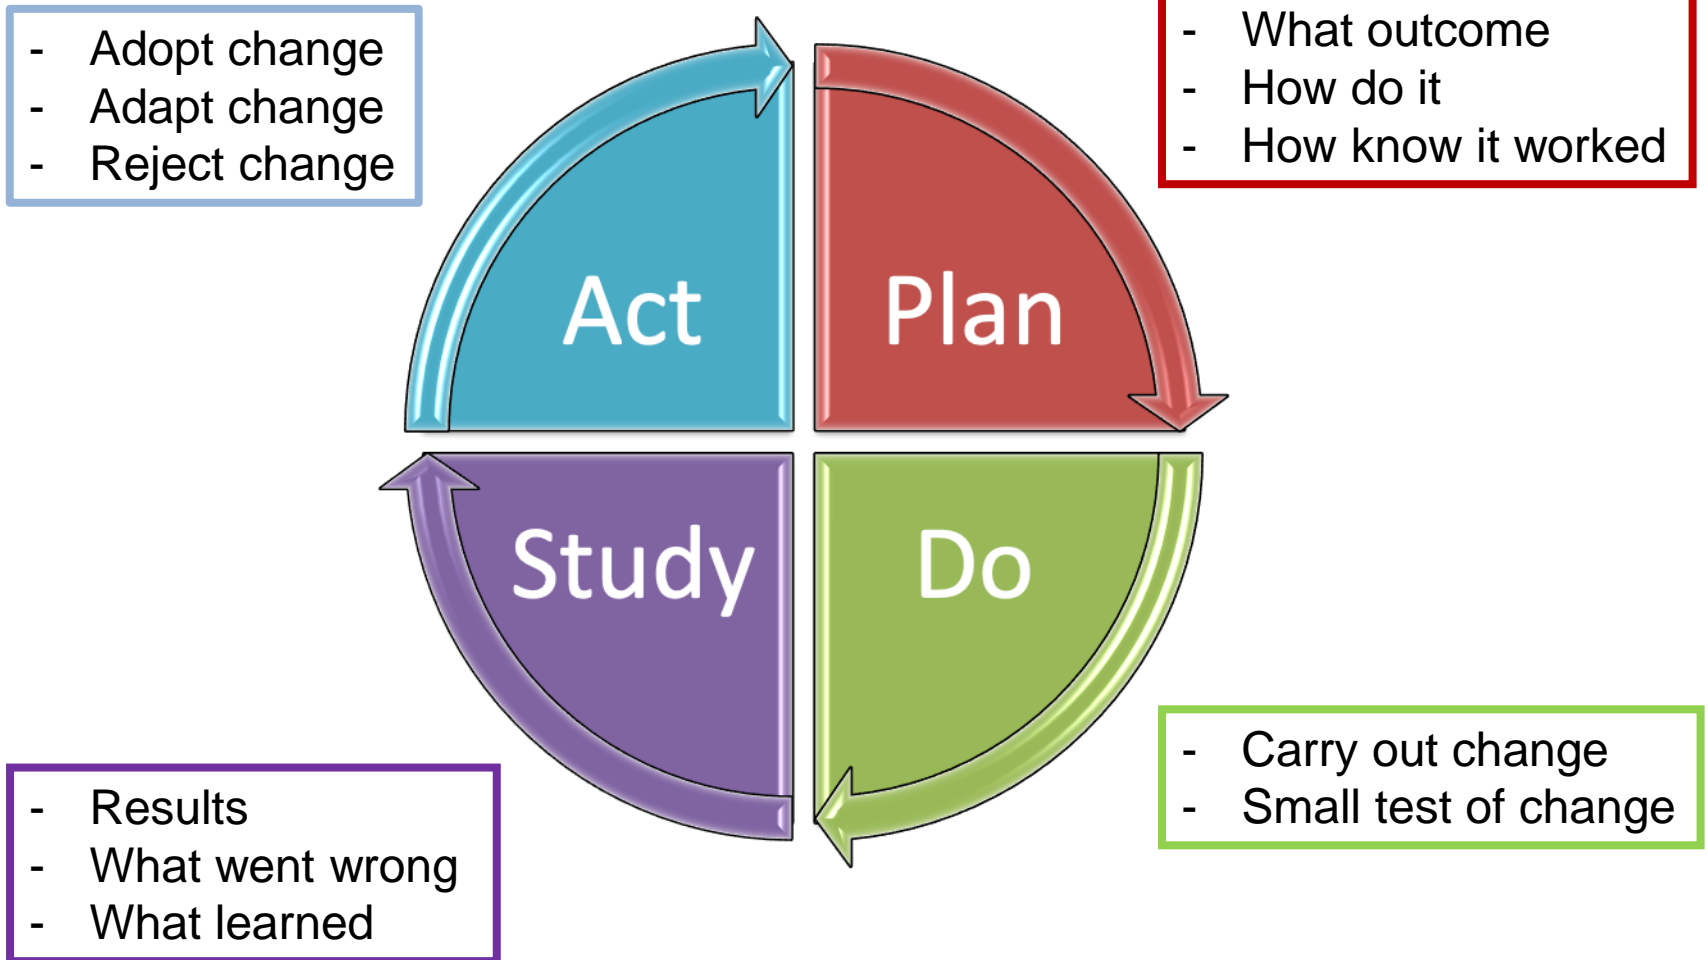 - Adopt change
- Adapt change
- Reject change
- What outcome
- How do it
- How know it worked
Act
Plan
Study
Do
- Results
- What went wrong
- What learned
- Carry out change
- Small test of change